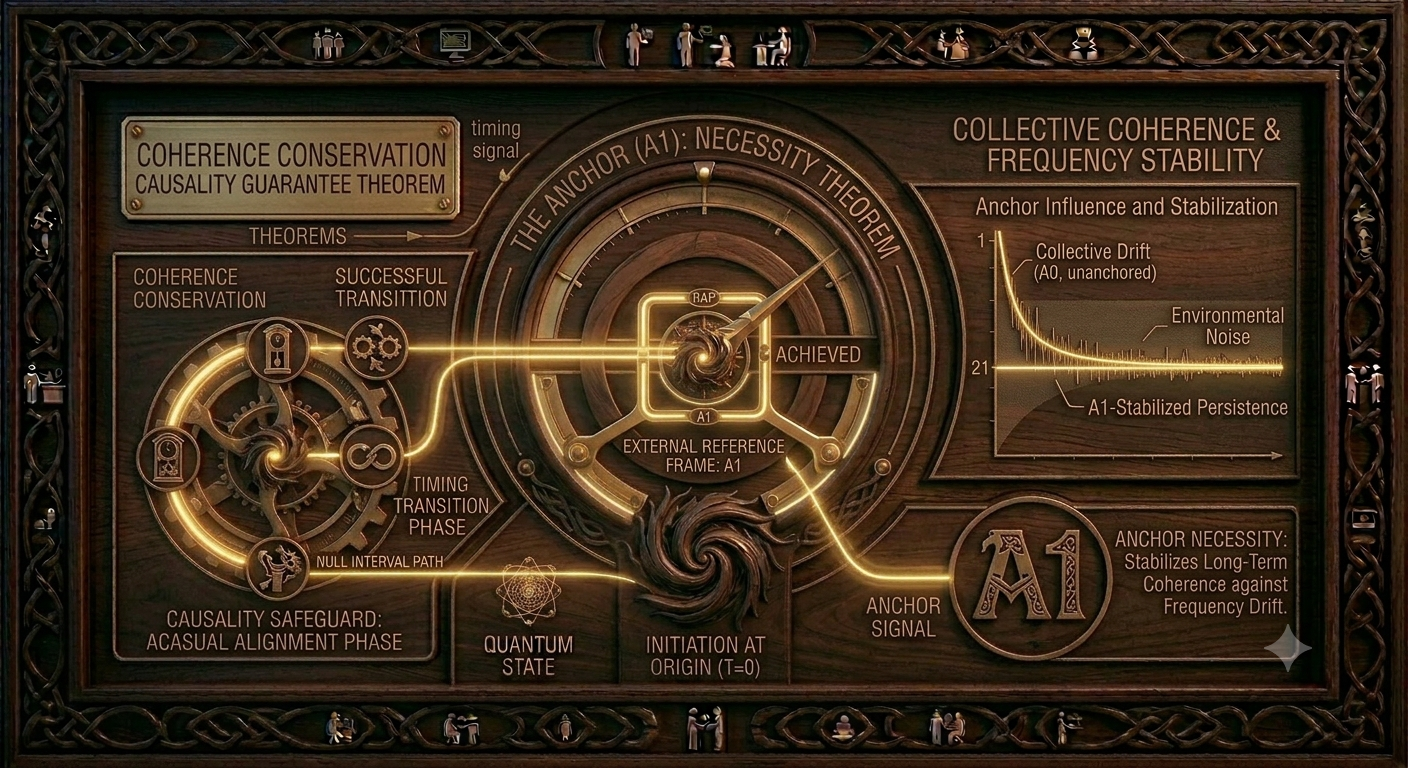 COHERENCE CONSERVATION
CAUSALITY GUARANTEE THEOREM
timing
signal
THEOREMS
COHERENCE
CONSERVATION
SUCCESSFUL
TRANSITTION
TIMING
TRANSITION
PHASE
NULL INTERVAL PATH
CAUSALITY SAFEGUARD:
ACASUAL ALIGNMENT PHASE
THE ANCHOR (A1): NECESSITY THEOREM
RAP
ACHIEVED
A1
EXTERNAL REFERENCE
FRAME: A1
QUANTUM
STATE
INITIATION AT
ORIGIN (T=0)
COLLECTIVE COHERENCE &
FREQUENCY STABILITY
Anchor Influence and Stabilization
1
Collective Drift
(A0, unanchored)
Environmental
Noise
21
A1-Stabilized Persistence
ANCHOR
SIGNAL
A1
ANCHOR NECESSITY:
Stabilizes Long-Term
Coherence against
Frequency Drift.